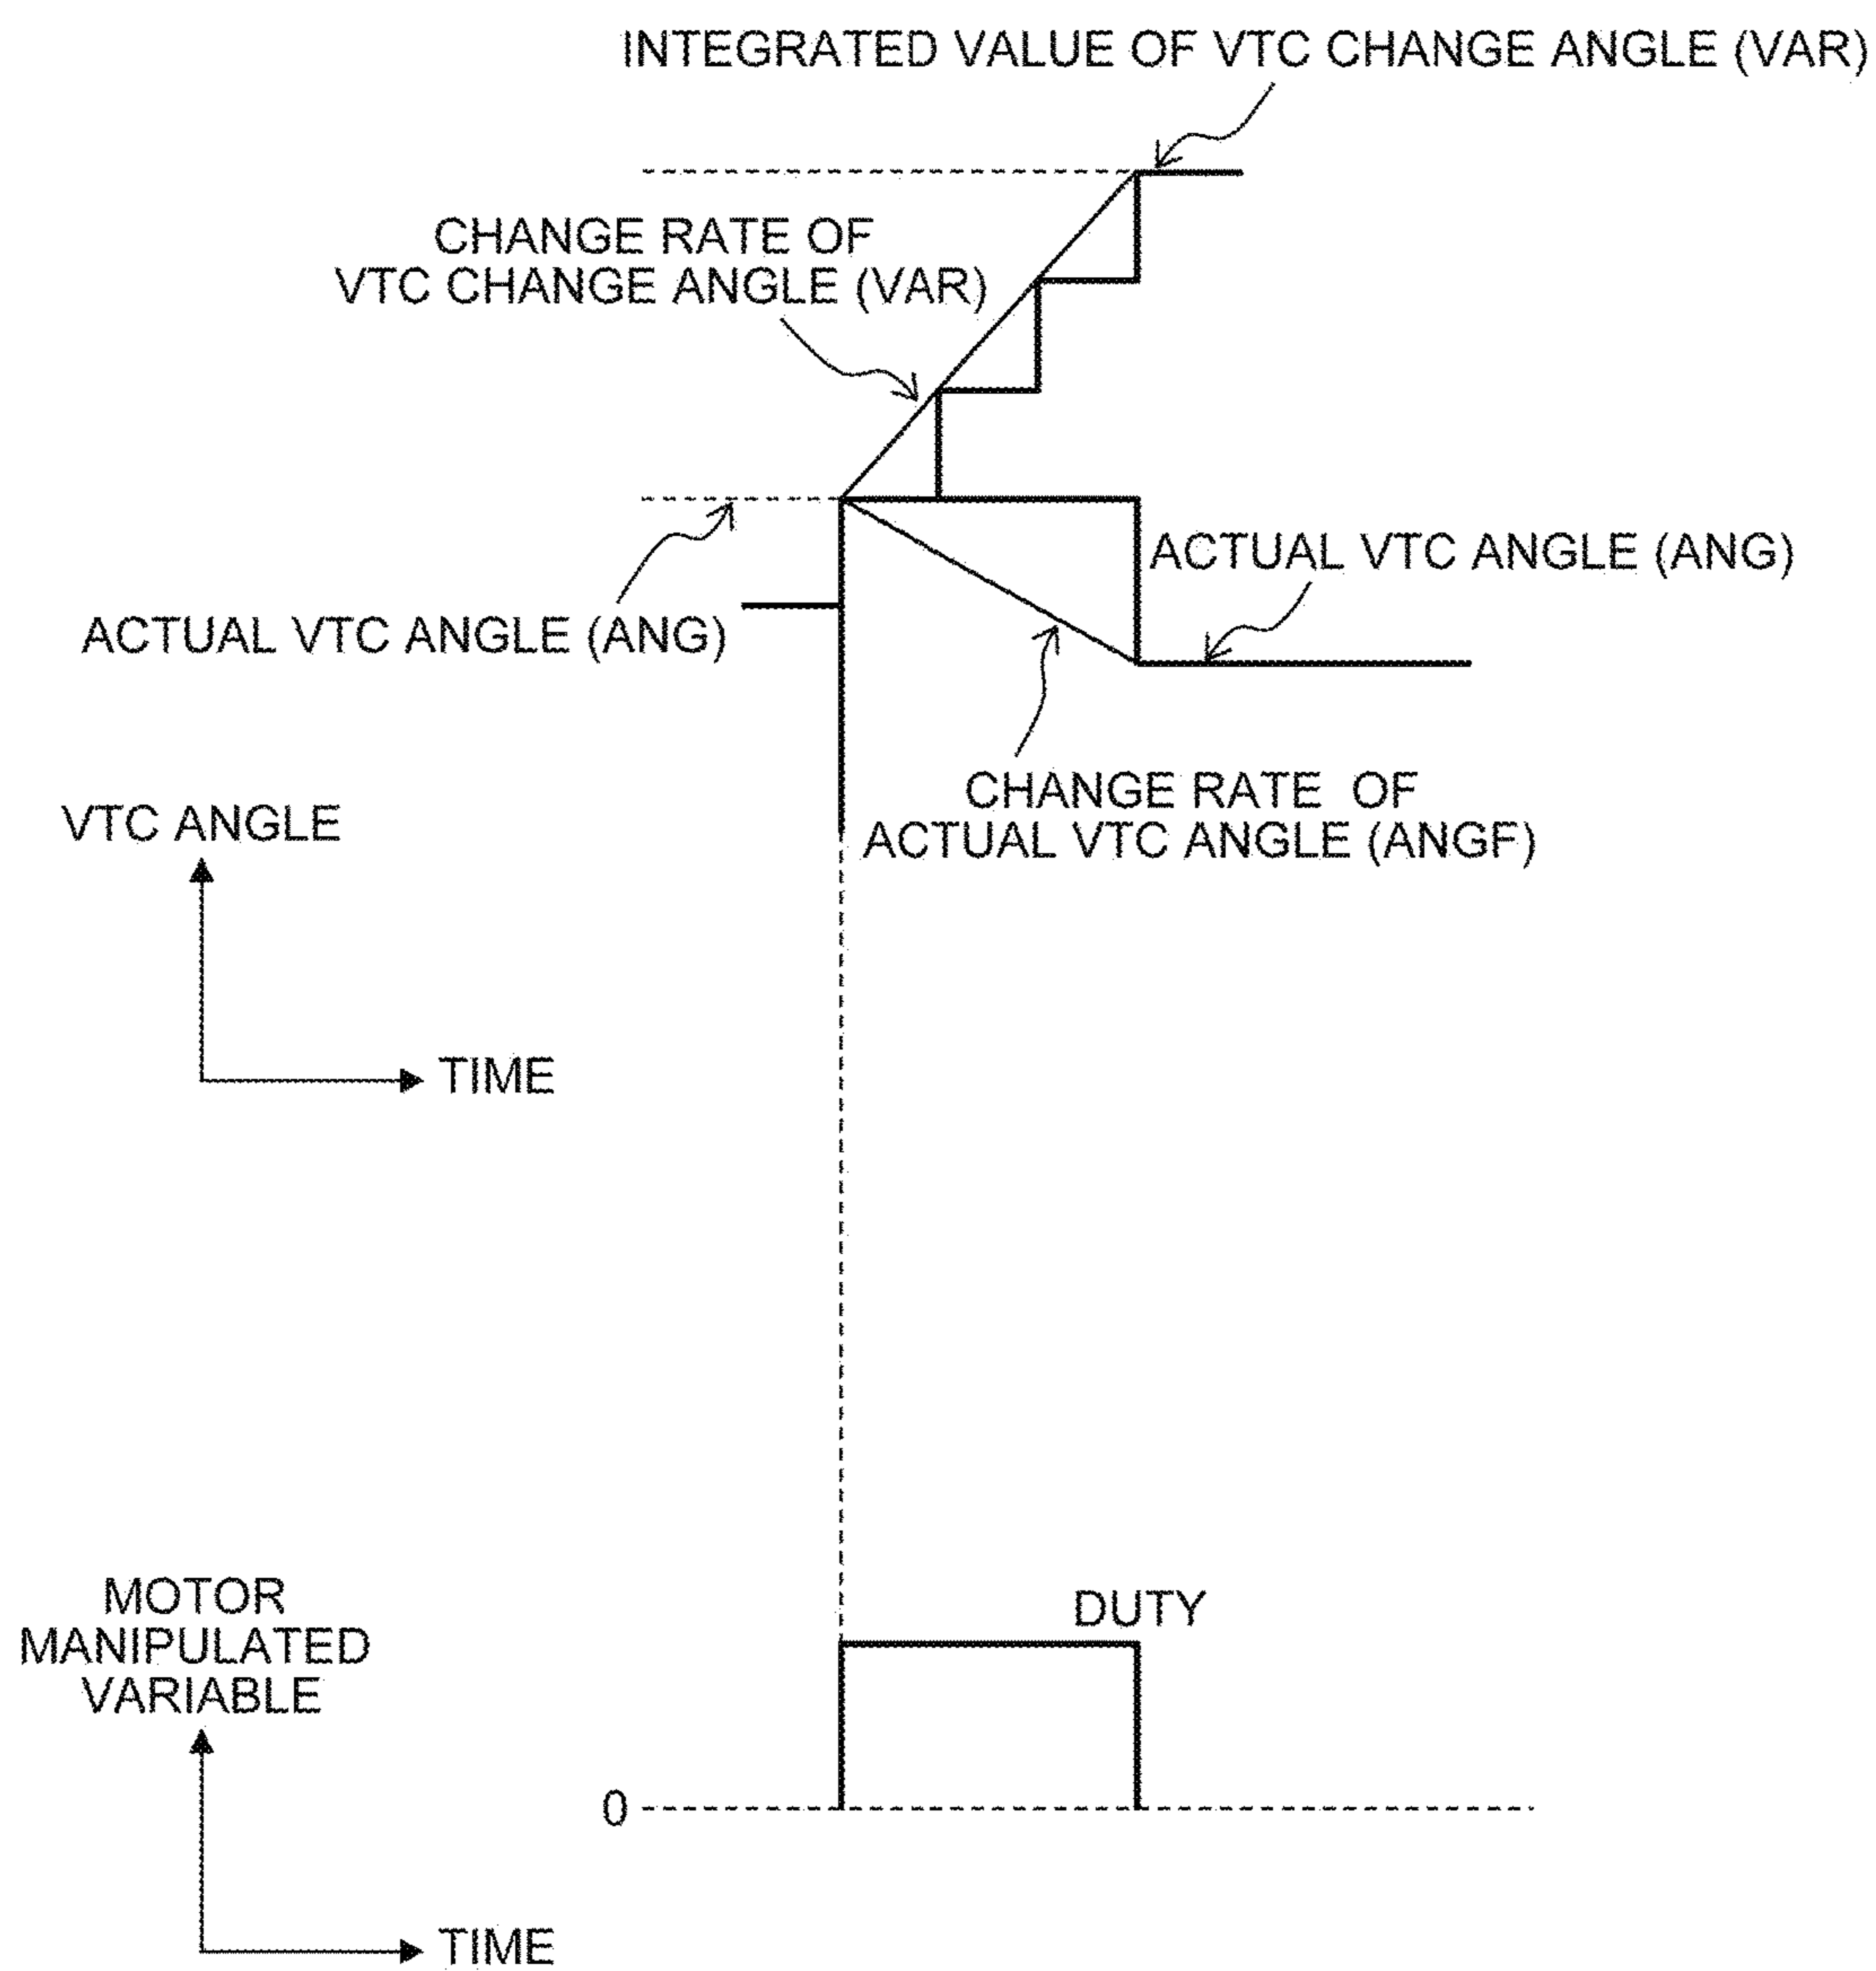 INTEGRATED VALUE OF VTC CHANGE ANGLE (VAR)
CHANGE RATE OF
VTC CHANGE ANGLE (VAR)
ACTUAL VTC ANGLE (ANG)
ACTUAL VTC ANGLE (ANG)
CHANGE RATE OF
ACTUAL VTC ANGLE (ANGF)
VTC ANGLE
TIME
MOTOR
MANIPULATED
VARIABLE
DUTY
0
TIME